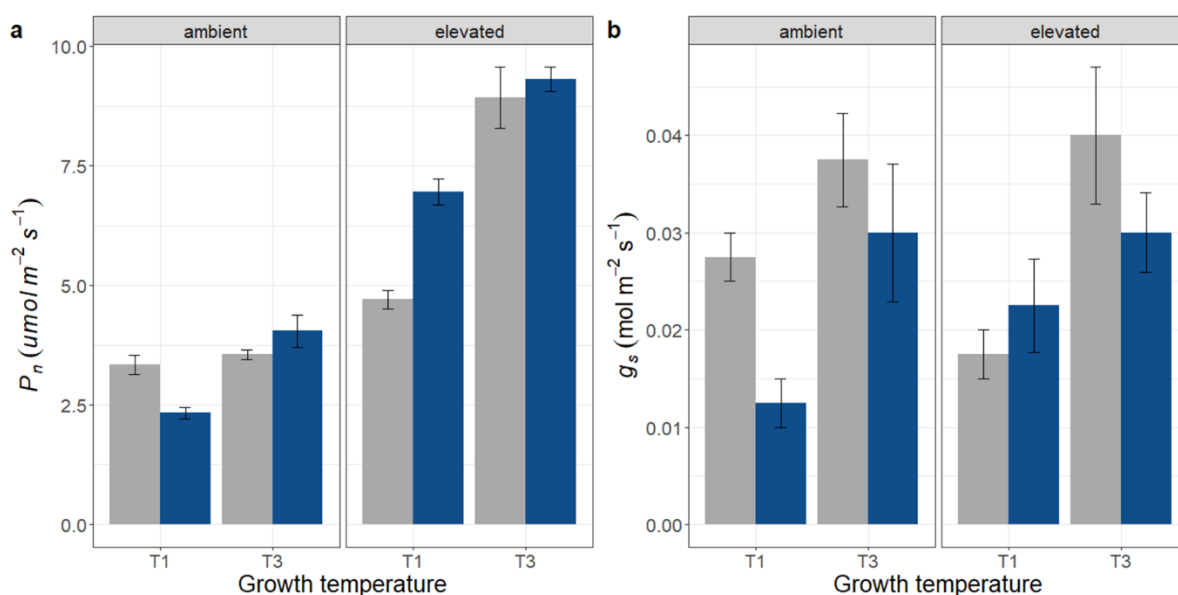 a
ambient
elevated
10.0
7.5
5.0
2.5
0.0
P_n (umol m⁻² s⁻¹)
T1
T3
T1
T3
Growth temperature
b
ambient
elevated
0.04
0.03
0.02
0.01
0.00
g_s (mol m⁻² s⁻¹)
T1
T3
T1
T3
Growth temperature